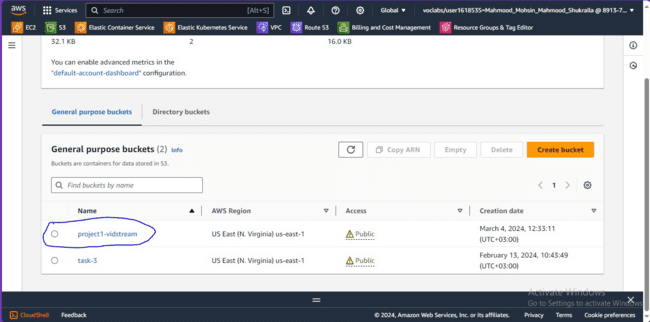 aws Services Search [Alt+S] Global voclabs/user1618535=Mahmood_Mohsin_Mahmood_Shukralla @ 8913-7...
EC2 S3 Elastic Container Service Elastic Kubernetes Service VPC Route 53 Billing and Cost Management Resource Groups & Tag Editor
32.1 KB 2 16.0 KB
You can enable advanced metrics in the
"default-account-dashboard" configuration.
General purpose buckets Directory buckets
General purpose buckets (2) Info
Buckets are containers for data stored in S3.
Copy ARN Empty Delete Create bucket
Find buckets by name
1
Name AWS Region Access Creation date
project1-vidstream US East (N. Virginia) us-east-1 Public March 4, 2024, 12:33:11
(UTC+03:00)
task-3 US East (N. Virginia) us-east-1 Public February 13, 2024, 10:43:49
(UTC+03:00)
Activate Windows
Go to Settings to activate Windows
CloudShell Feedback © 2024, Amazon Web Services, Inc. or its affiliates. Privacy Terms Cookie preferences